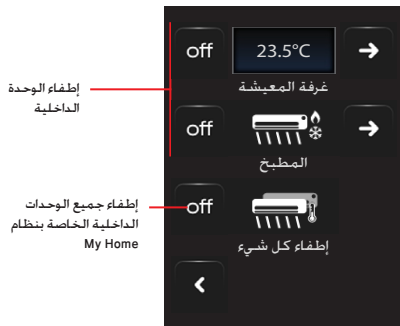 off
23.5°C
غرفة المعيشة
إطفاء الوحدة
الداخلية
off
المطبخ
off
إطفاء كل شيء
إطفاء جميع الوحدات
الداخلية الخاصة بنظام
My Home